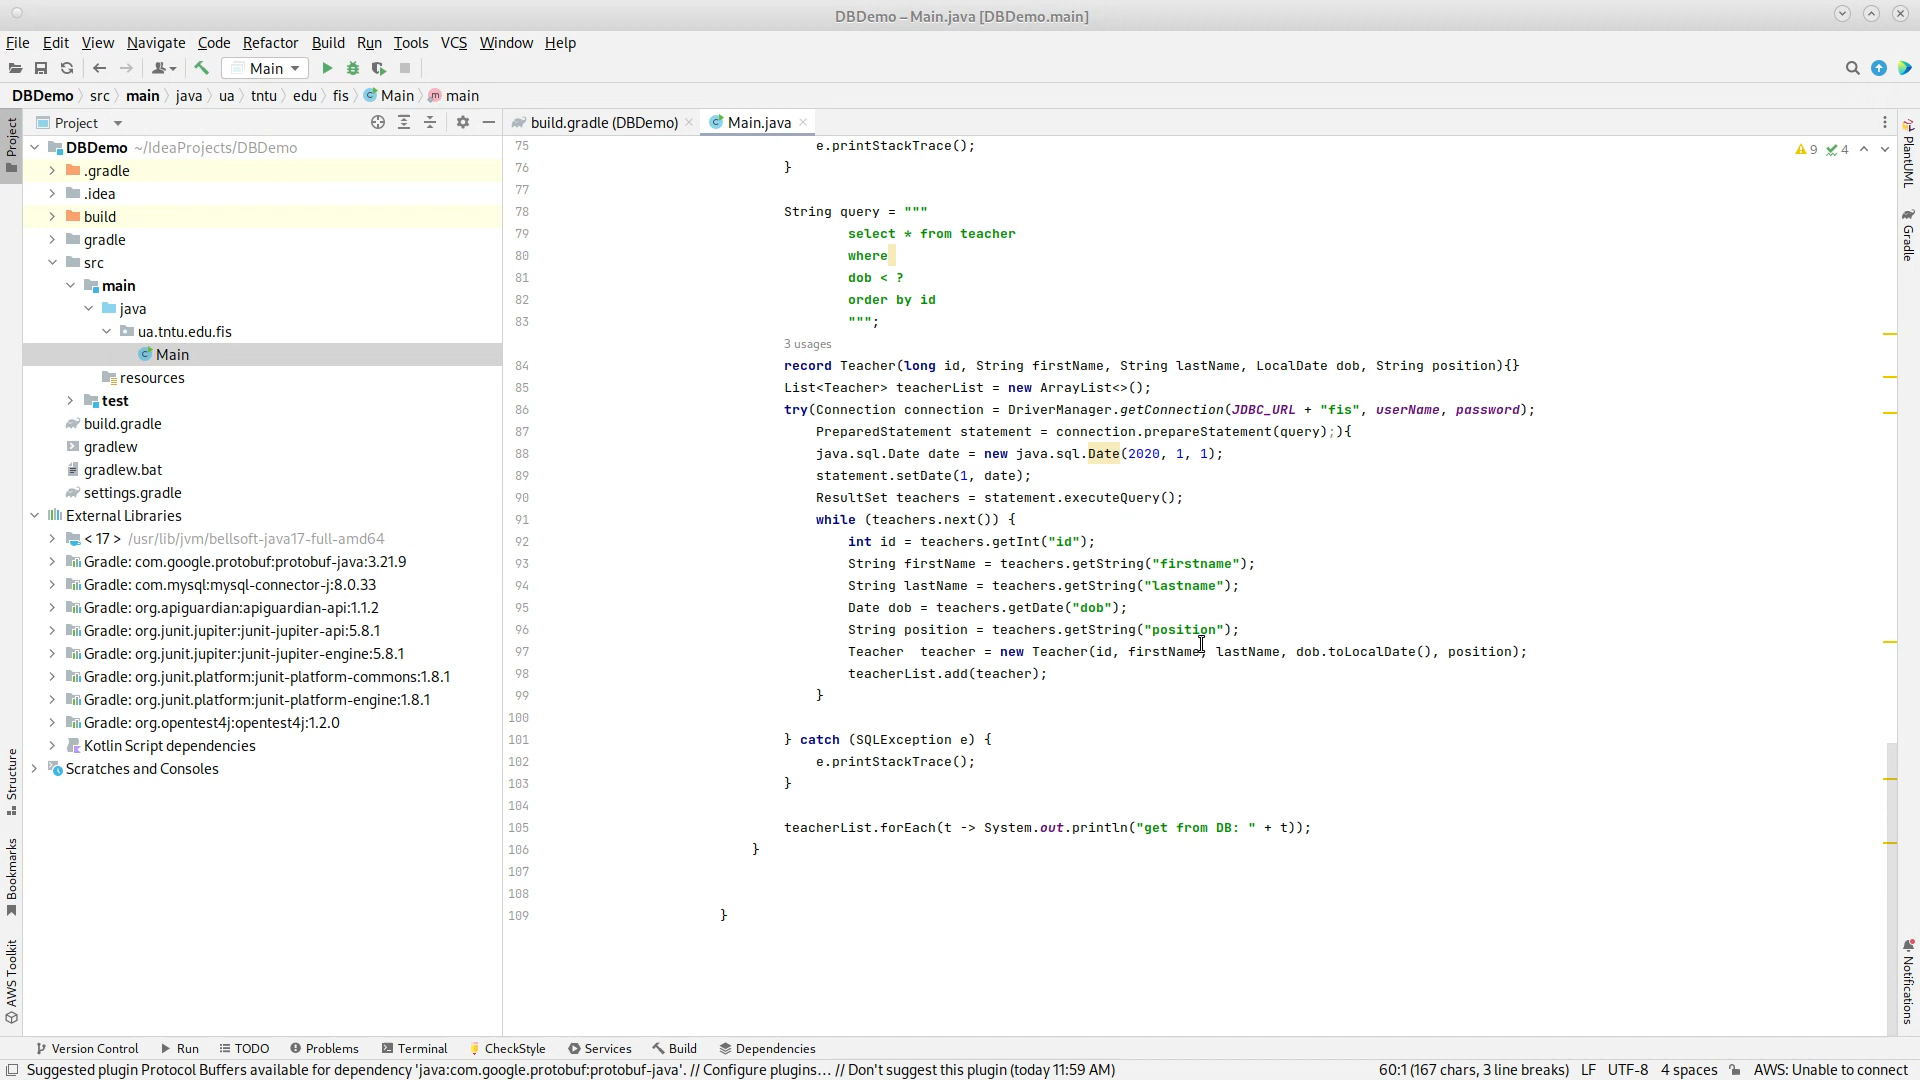 DBDemo – Main.java [DBDemo.main]
File Edit View Navigate Code Refactor Build Run Tools VCS Window Help
Main
DBDemo src main java ua tntu edu fis Main main
Project
build.gradle (DBDemo) Main.java
DBDemo ~/IdeaProjects/DBDemo
.gradle
.idea
build
gradle
src
main
java
ua.tntu.edu.fis
Main
resources
test
build.gradle
gradlew
gradlew.bat
settings.gradle
External Libraries
< 17 > /usr/lib/jvm/bellsoft-java17-full-amd64
Gradle: com.google.protobuf:protobuf-java:3.21.9
Gradle: com.mysql:mysql-connector-j:8.0.33
Gradle: org.apiguardian:apiguardian-api:1.1.2
Gradle: org.junit.jupiter:junit-jupiter-api:5.8.1
Gradle: org.junit.jupiter:junit-jupiter-engine:5.8.1
Gradle: org.junit.platform:junit-platform-commons:1.8.1
Gradle: org.junit.platform:junit-platform-engine:1.8.1
Gradle: org.opentest4j:opentest4j:1.2.0
Kotlin Script dependencies
Scratches and Consoles
Project
Structure
Bookmarks
AWS Toolkit
9 4
75 e.printStackTrace();
76 }
77
78 String query = """
79 select * from teacher
80 where
81 dob < ?
82 order by id
83 """;
3 usages
84 record Teacher(long id, String firstName, String lastName, LocalDate dob, String position){}
85 List<Teacher> teacherList = new ArrayList<>();
86 try(Connection connection = DriverManager.getConnection(JDBC_URL + "fis", userName, password);
87 PreparedStatement statement = connection.prepareStatement(query);){
88 java.sql.Date date = new java.sql.Date(2020, 1, 1);
89 statement.setDate(1, date);
90 ResultSet teachers = statement.executeQuery();
91 while (teachers.next()) {
92 int id = teachers.getInt("id");
93 String firstName = teachers.getString("firstname");
94 String lastName = teachers.getString("lastname");
95 Date dob = teachers.getDate("dob");
96 String position = teachers.getString("position");
97 Teacher teacher = new Teacher(id, firstName, lastName, dob.toLocalDate(), position);
98 teacherList.add(teacher);
99 }
100
101 } catch (SQLException e) {
102 e.printStackTrace();
103 }
104
105 teacherList.forEach(t -> System.out.println("get from DB: " + t));
106 }
107
108
109 }
PlantUML
Gradle
Notifications
Version Control Run TODO Problems Terminal CheckStyle Services Build Dependencies
Suggested plugin Protocol Buffers available for dependency 'java:com.google.protobuf:protobuf-java'. // Configure plugins... // Don't suggest this plugin (today 11:59 AM) 60:1 (167 chars, 3 line breaks) LF UTF-8 4 spaces AWS: Unable to connect